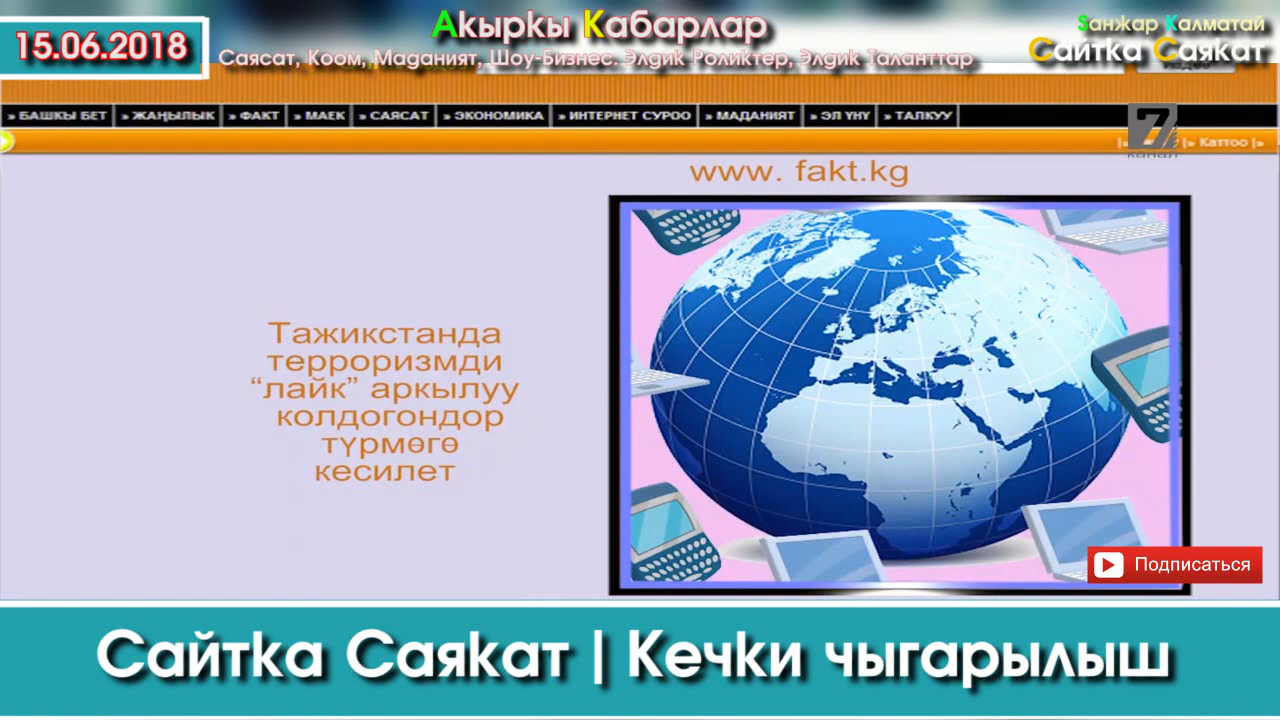 15.06.2018
Акыркы Кабарлар
Саясат, Коом, Маданият, Шоу-Бизнес. Элдик Роликтер, Элдик Таланттар
Sанжар Калматай
Сайтка Саякат
» БАШКЫ БЕТ » ЖАҢЫЛЫК » ФАКТ » МАЕК » САЯСАТ » ЭКОНОМИКА » ИНТЕРНЕТ СУРОО » МАДАНИЯТ » ЭЛ ҮНҮ » ТАЛКУУ
7
канал
|» Каттоо |»
www. fakt.kg
Тажикстанда
терроризмди
“лайк” аркылуу
колдогондор
түрмөгө
кесилет
Подписаться
Сайтка Саякат | Кечки чыгарылыш